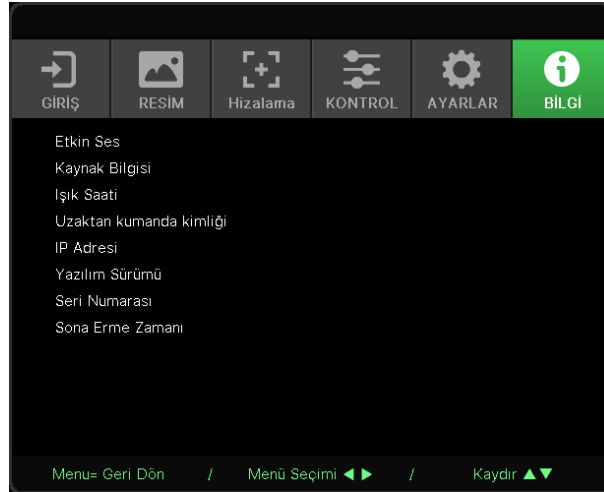 GİRİŞ RESİM Hizalama KONTROL AYARLAR BİLGİ
Etkin Ses
Kaynak Bilgisi
Işık Saati
Uzaktan kumanda kimliği
IP Adresi
Yazılım Sürümü
Seri Numarası
Sona Erme Zamanı
Menu= Geri Dön / Menü Seçimi ◀ ▶ / Kaydır ▲▼